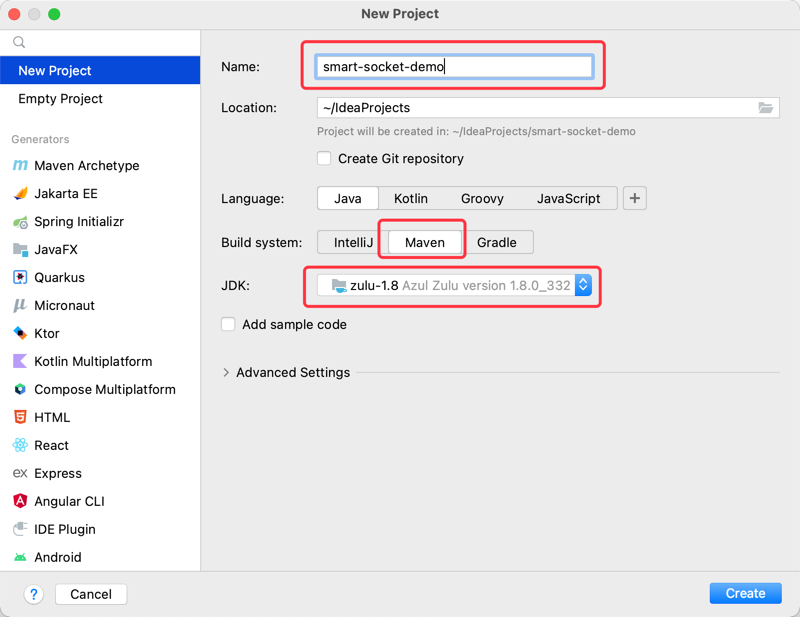 New Project
New Project
Empty Project
Generators
Maven Archetype
Jakarta EE
Spring Initializr
JavaFX
Quarkus
Micronaut
Ktor
Kotlin Multiplatform
Compose Multiplatform
HTML
React
ex Express
Angular CLI
IDE Plugin
Android
Name: smart-socket-demo
Location: ~/IdeaProjects
Project will be created in: ~/IdeaProjects/smart-socket-demo
Create Git repository
Language: Java Kotlin Groovy JavaScript +
Build system: IntelliJ Maven Gradle
JDK: zulu-1.8 Azul Zulu version 1.8.0_332
Add sample code
Advanced Settings
? Cancel Create